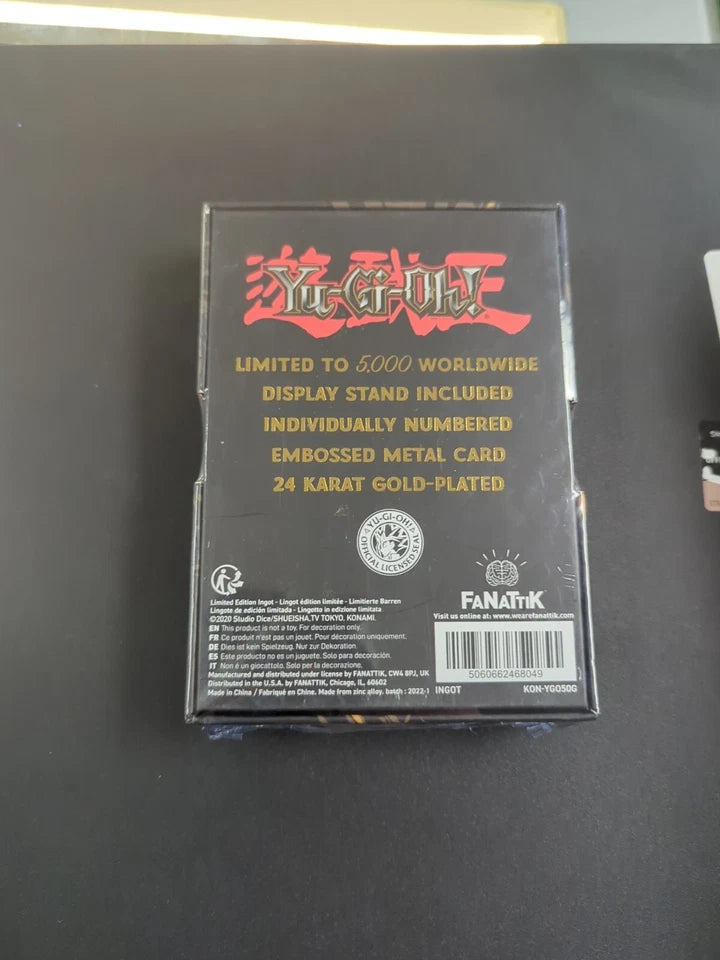 遊戯王
Yu-Gi-Oh!
LIMITED TO 5,000 WORLDWIDE
DISPLAY STAND INCLUDED
INDIVIDUALLY NUMBERED
EMBOSSED METAL CARD
24 KARAT GOLD-PLATED
YU-GI-OH!
OFFICIAL LICENSED SEAL
FANATTIK
Visit us online at: www.wearefanattik.com
Limited Edition Ingot - Lingot édition limitée - Limitierte Barren
Lingote de edición limitada - Lingotto in edizione limitata
©2020 Studio Dice/SHUEISHA,TV TOKYO, KONAMI.
EN This product is not a toy. For decoration only.
FR Ce produit n'est pas un jouet. Pour décoration uniquement.
DE Dies ist kein Spielzeug. Nur zur Dekoration.
ES Este producto no es un juguete. Solo para decoración.
IT Non è un giocattolo. Solo per la decorazione.
Manufactured and distributed under license by FANATTIK, CW4 8PJ, UK
Distributed in the U.S.A. by FANATTIK, Chicago, IL. 60602
Made in China / Fabriqué en Chine. Made from zinc alloy. batch : 2022-1
5060662468049
INGOT KON-YGO50G